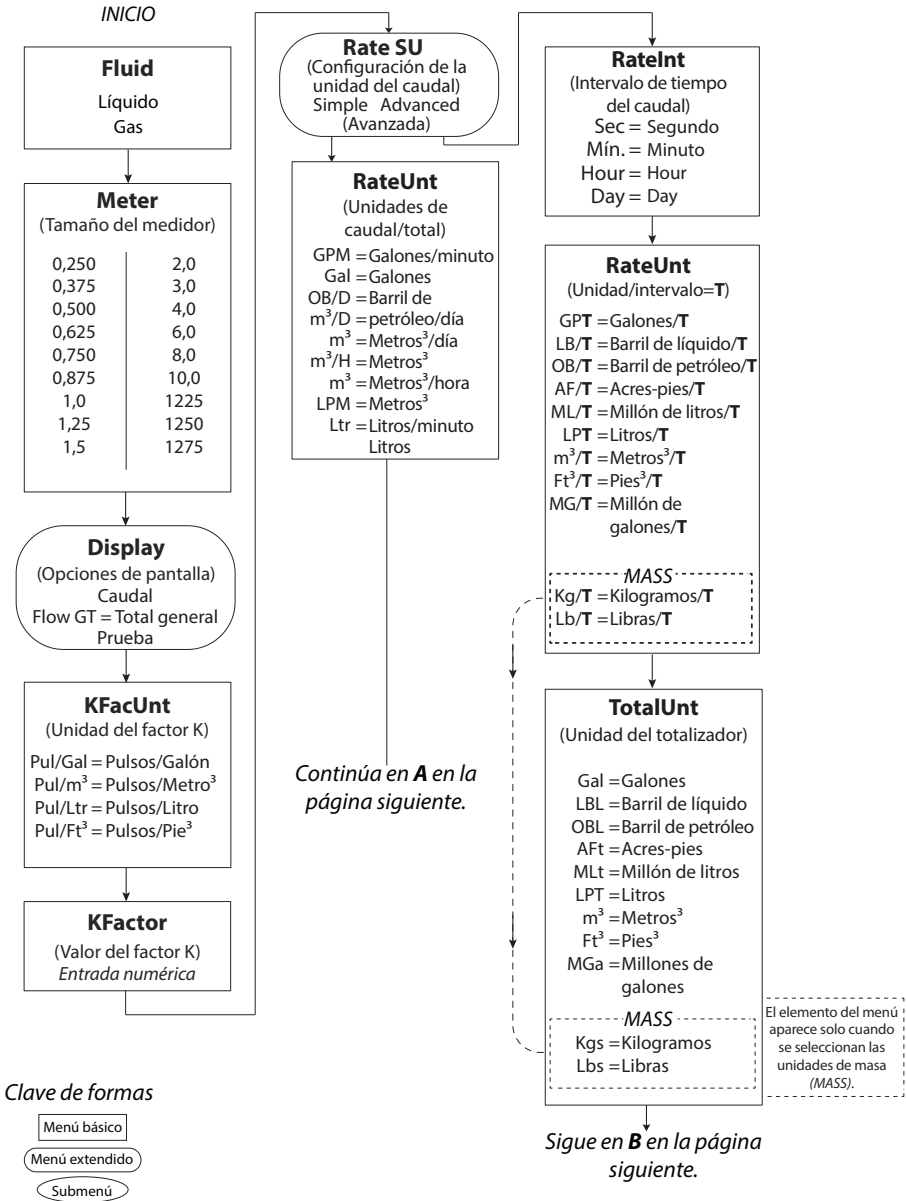 INICIO
Fluid
Líquido
Gas
Meter
(Tamaño del medidor)
0,250 2,0
0,375 3,0
0,500 4,0
0,625 6,0
0,750 8,0
0,875 10,0
1,0 1225
1,25 1250
1,5 1275
Display
(Opciones de pantalla)
Caudal
Flow GT = Total general
Prueba
KFacUnt
(Unidad del factor K)
Pul/Gal = Pulsos/Galón
Pul/m³ = Pulsos/Metro³
Pul/Ltr = Pulsos/Litro
Pul/Ft³ = Pulsos/Pie³
KFactor
(Valor del factor K)
Entrada numérica
Clave de formas
Menú básico
Menú extendido
Submenú
Rate SU
(Configuración de la
unidad del caudal)
Simple Advanced
(Avanzada)
RateUnt
(Unidades de
caudal/total)
GPM = Galones/minuto
Gal = Galones
OB/D = Barril de
m³/D = petróleo/día
m³ = Metros³/día
m³/H = Metros³
m³ = Metros³/hora
LPM = Metros³
Ltr = Litros/minuto
Litros
Continúa en A en la
página siguiente.
RateInt
(Intervalo de tiempo
del caudal)
Sec = Segundo
Mín. = Minuto
Hour = Hour
Day = Day
RateUnt
(Unidad/intervalo=T)
GPT = Galones/T
LB/T = Barril de líquido/T
OB/T = Barril de petróleo/T
AF/T = Acres-pies/T
ML/T = Millón de litros/T
LPT = Litros/T
m³/T = Metros³/T
Ft³/T = Pies³/T
MG/T = Millón de
galones/T
MASS
Kg/T = Kilogramos/T
Lb/T = Libras/T
TotalUnt
(Unidad del totalizador)
Gal = Galones
LBL = Barril de líquido
OBL = Barril de petróleo
AFt = Acres-pies
MLt = Millón de litros
LPT = Litros
m³ = Metros³
Ft³ = Pies³
MGa = Millones de
galones
MASS
Kgs = Kilogramos
Lbs = Libras
El elemento del menú
aparece solo cuando
se seleccionan las
unidades de masa
(MASS).
Sigue en B en la página
siguiente.